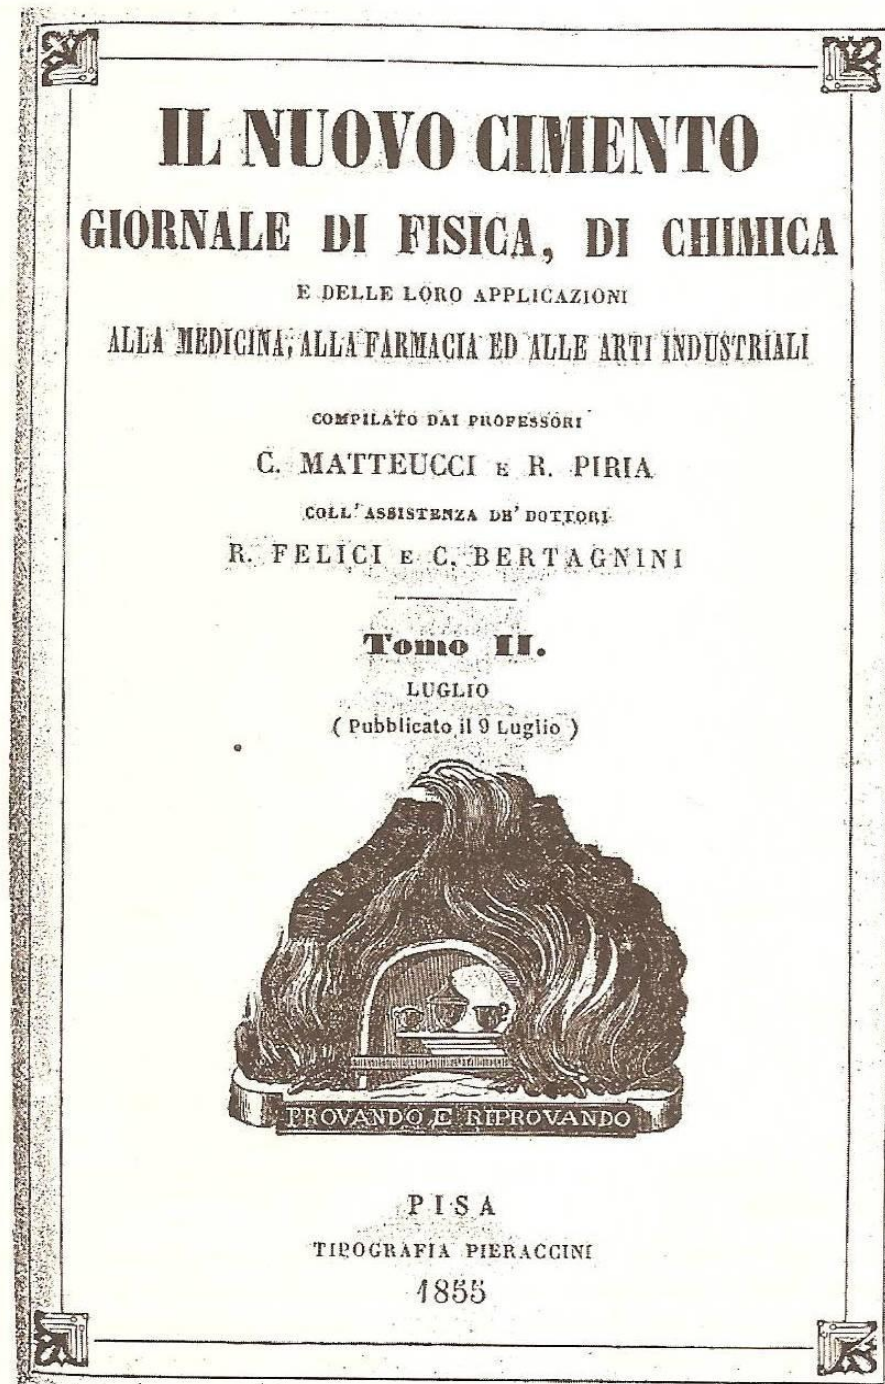 IL NUOVO CIMENTO
GIORNALE DI FISICA, DI CHIMICA
E DELLE LORO APPLICAZIONI
ALLA MEDICINA, ALLA FARMACIA ED ALLE ARTI INDUSTRIALI
COMPILATO DAI PROFESSORI
C. MATTEUCCI E R. PIRIA
COLL' ASSISTENZA DE' DOTTORI
R. FELICI E C. BERTAGNINI
Tomo II.
LUGLIO
( Pubblicato il 9 Luglio )
PROVANDO E RIPROVANDO
PISA
TIPOGRAFIA PIERACCINI
1855